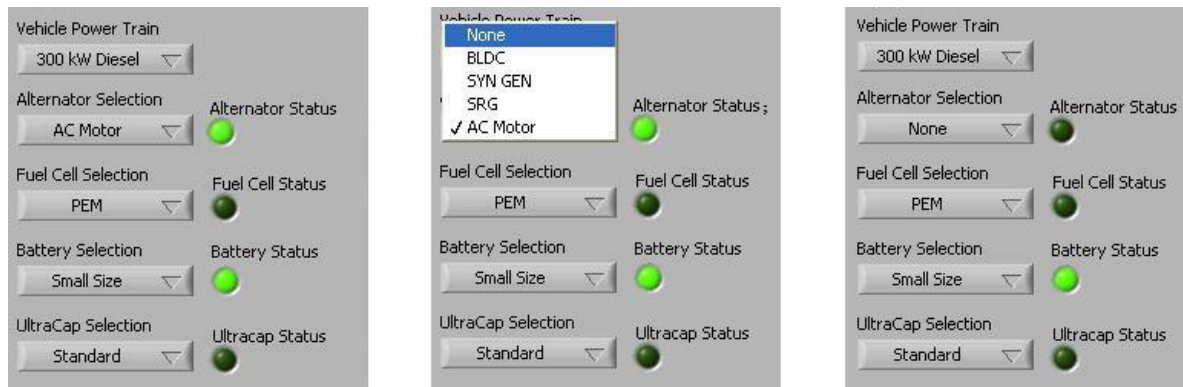 Vehicle Power Train
300 kW Diesel
Alternator Selection
Alternator Status
AC Motor
Fuel Cell Selection
Fuel Cell Status
PEM
Battery Selection
Battery Status
Small Size
UltraCap Selection
Ultracap Status
Standard
Vehicle Power Train
None
BLDC
SYN GEN
SRG
✓ AC Motor
Alternator Status;
Fuel Cell Selection
Fuel Cell Status
PEM
Battery Selection
Battery Status
Small Size
UltraCap Selection
Ultracap Status
Standard
Vehicle Power Train
300 kW Diesel
Alternator Selection
Alternator Status
None
Fuel Cell Selection
Fuel Cell Status
PEM
Battery Selection
Battery Status
Small Size
UltraCap Selection
Ultracap Status
Standard